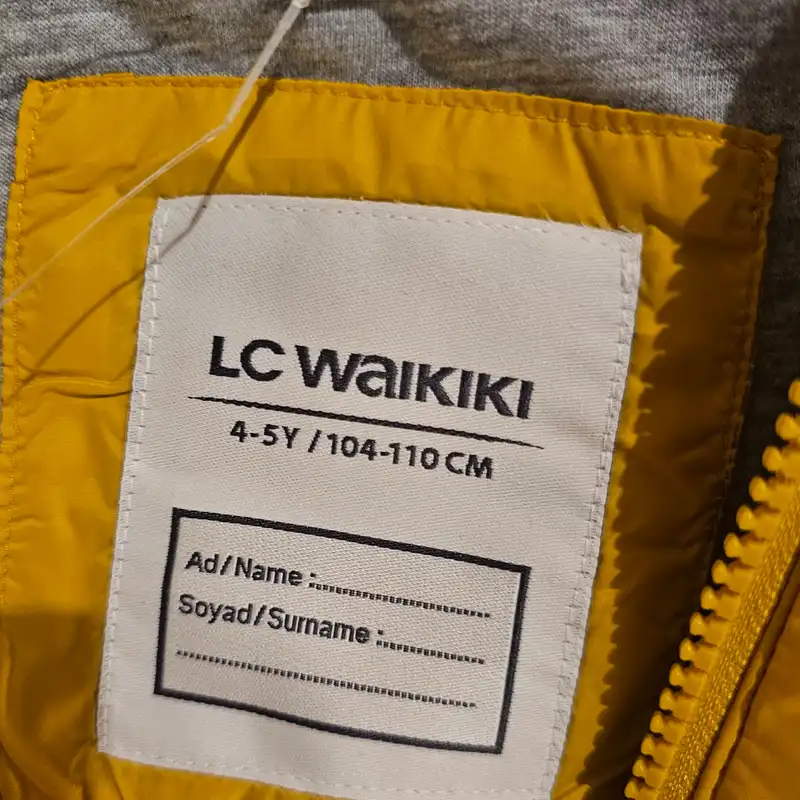 LC WAIKIKI
4-5Y / 104-110 CM
Ad/Name :
Soyad/Surname :